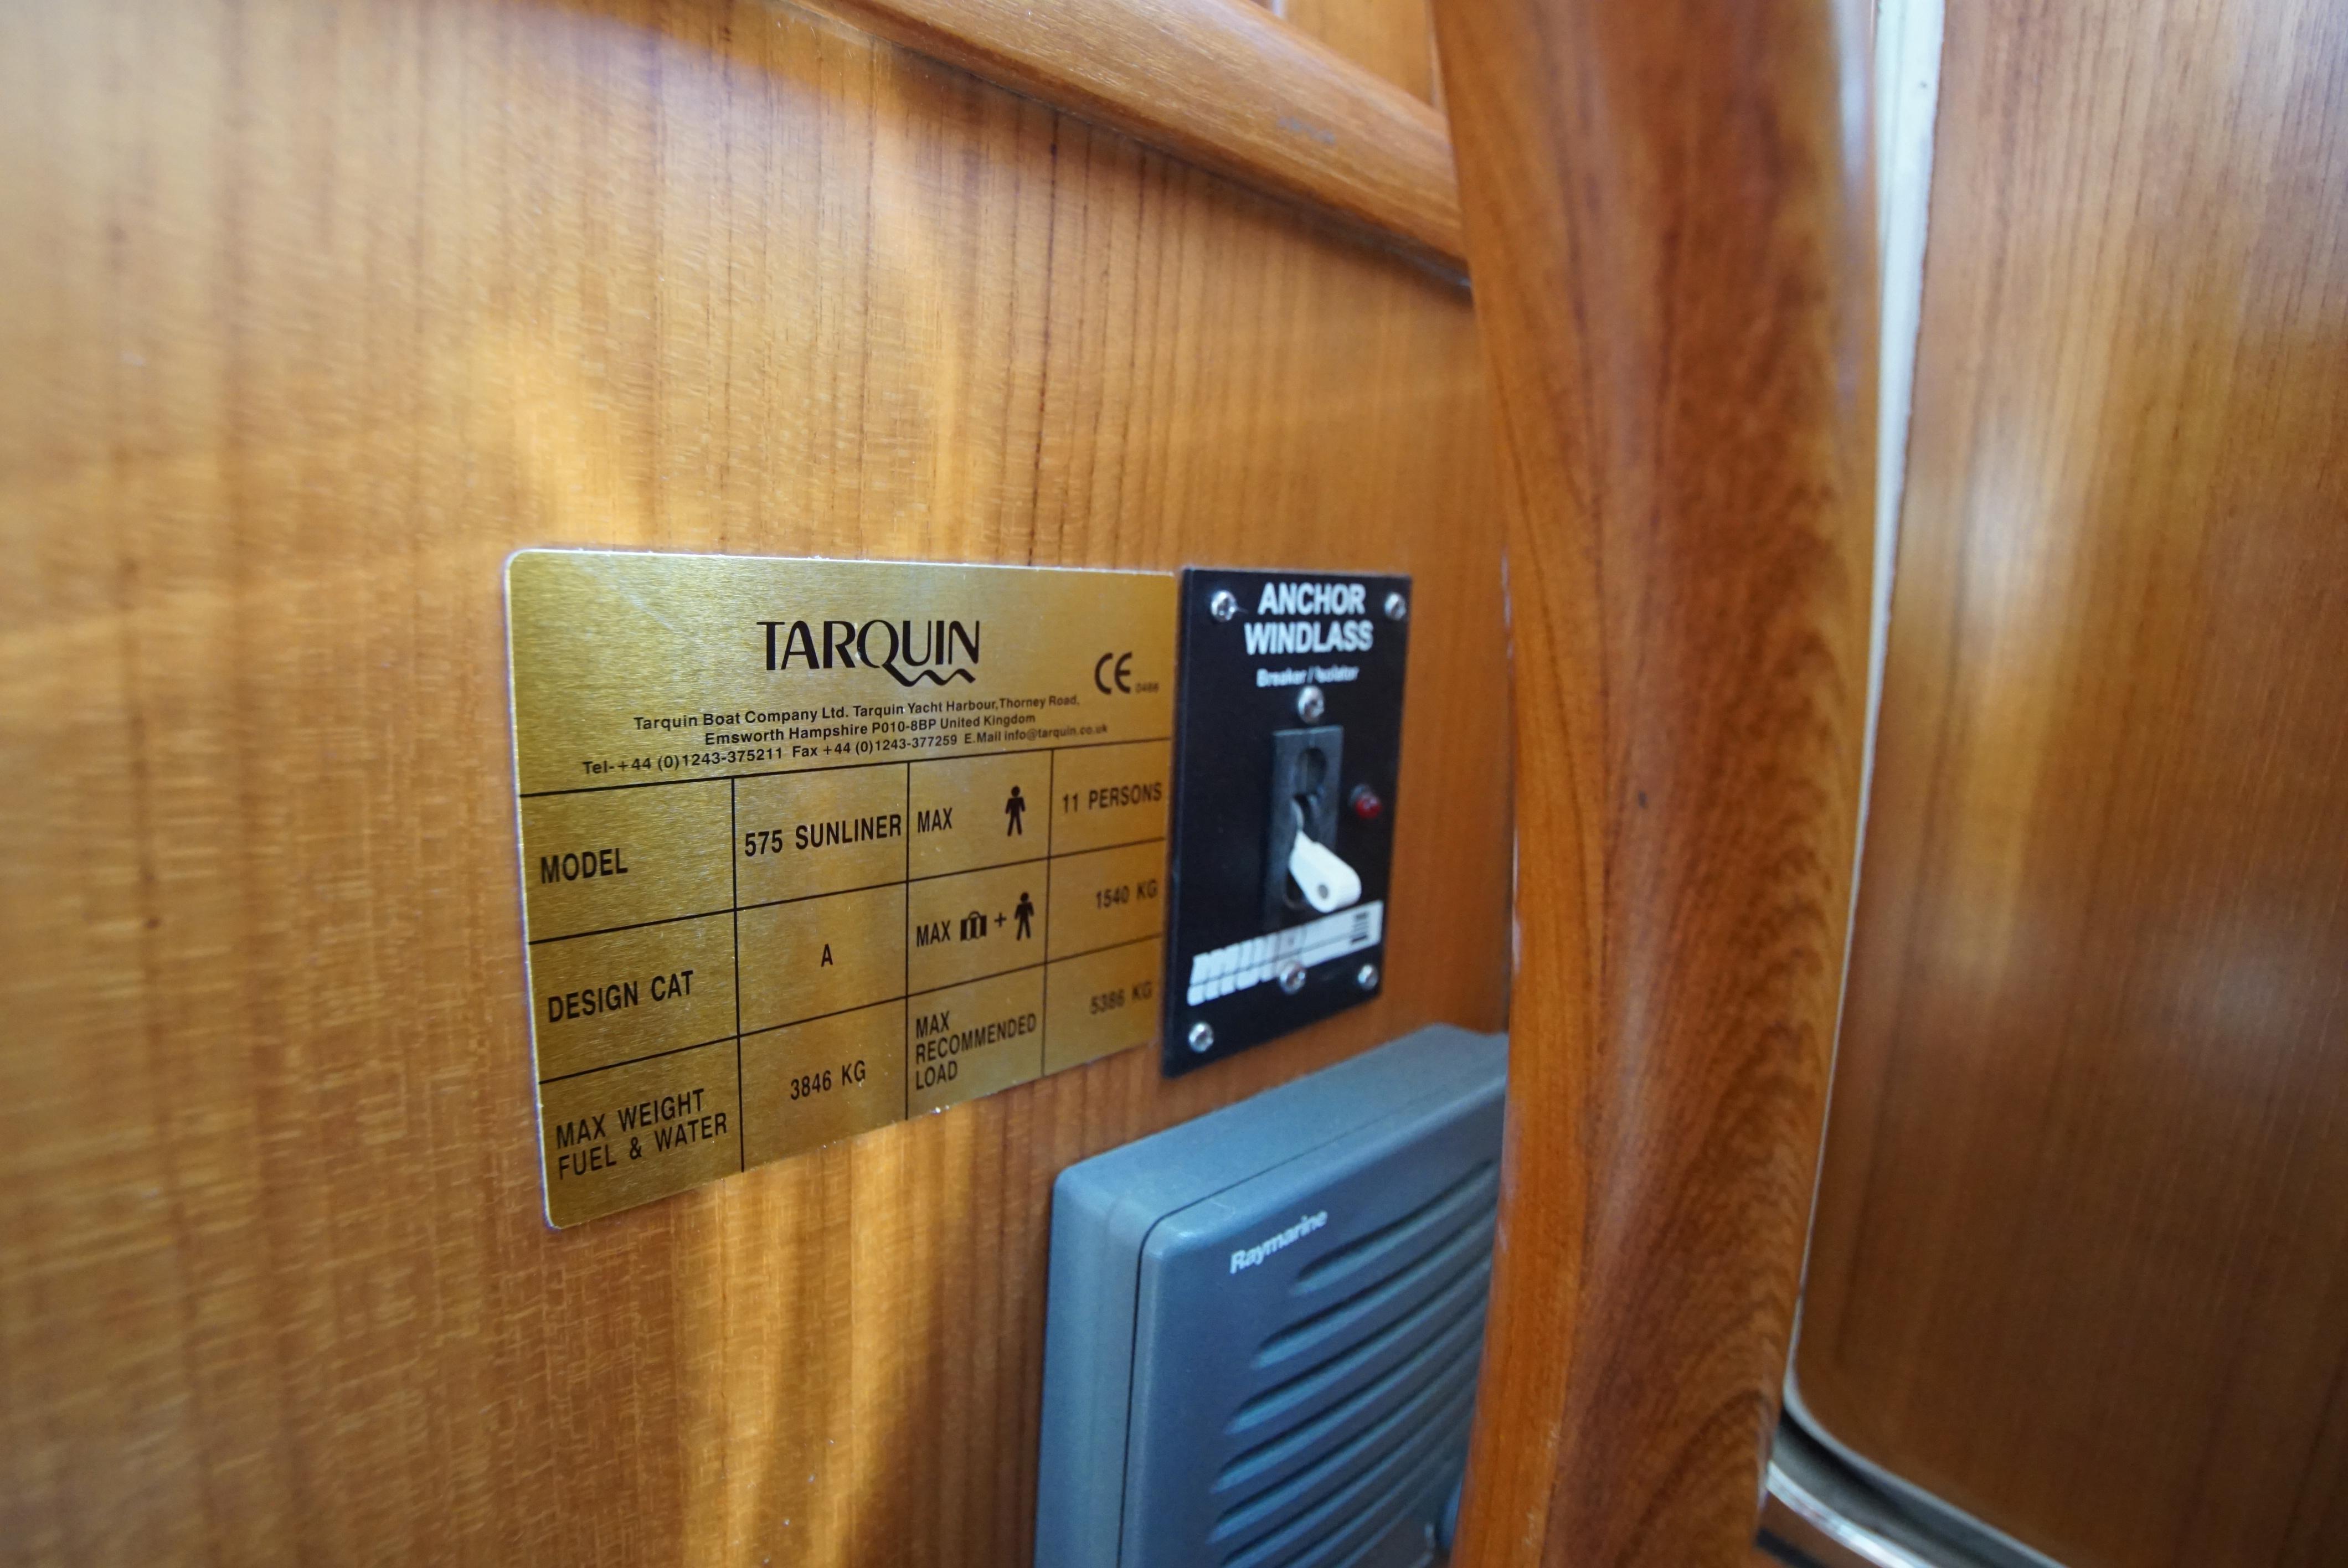 TARQUIN
CE 0466
Tarquin Boat Company Ltd. Tarquin Yacht Harbour, Thorney Road,
Emsworth Hampshire P010-8BP United Kingdom
Tel-+44 (0)1243-375211 Fax +44 (0)1243-377259 E.Mail info@tarquin.co.uk
MODEL
575 SUNLINER
MAX
11 PERSONS
DESIGN CAT
A
MAX +
1540 KG
MAX WEIGHT
FUEL & WATER
3846 KG
MAX
RECOMMENDED
LOAD
5386 KG
ANCHOR
WINDLASS
Breaker / Isolator
Raymarine